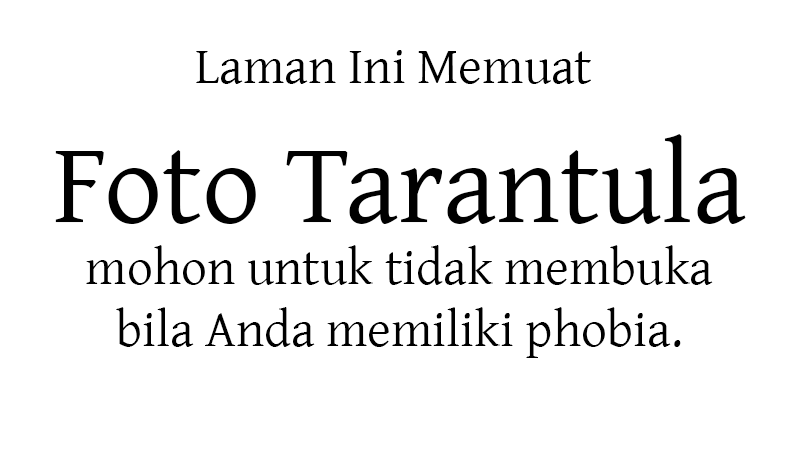 Laman Ini Memuat
Foto Tarantula
mohon untuk tidak membuka
bila Anda memiliki phobia.